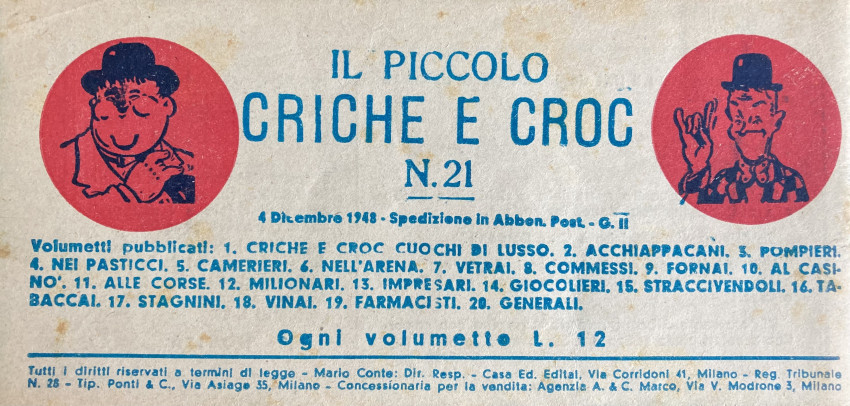 IL PICCOLO
CRICHE E CROC
N. 21
4 Dicembre 1948 - Spedizione in Abbon. Post. - G. II
Volumetti pubblicati: 1. CRICHE E CROC CUOCHI DI LUSSO. 2. ACCHIAPPACANI. 3. POMPIERI.
4. NEI PASTICCI. 5. CAMERIERI. 6. NELL'ARENA. 7. VETRAI. 8. COMMESSI. 9. FORNAI. 10. AL CASI-
NO'. 11. ALLE CORSE. 12. MILIONARI. 13. IMPRESARI. 14. GIOCOLIERI. 15. STRACCIVENDOLI. 16. TA-
BACCAI. 17. STAGNINI. 18. VINAI. 19. FARMACISTI. 20. GENERALI.
Ogni volumetto L. 12
Tutti i diritti riservati a termini di legge - Mario Conte: Dir. Resp. - Casa Ed. Edital, Via Corridoni 41, Milano - Reg. Tribunale
N. 28 - Tip. Ponti & C., Via Asiago 35, Milano - Concessionaria per la vendita: Agenzia A. & C. Marco, Via V. Modrone 3, Milano